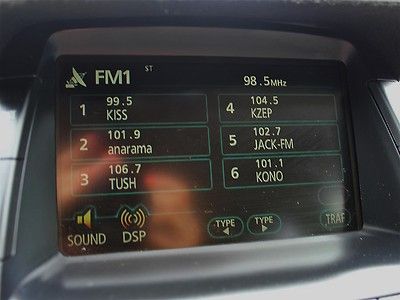 FM1 ST
98.5MHz
1 99.5 KISS
2 101.9 anarama
3 106.7 TUSH
4 104.5 KZEP
5 102.7 JACK-FM
6 101.1 KONO
SOUND DSP TYPE TYPE TRAF